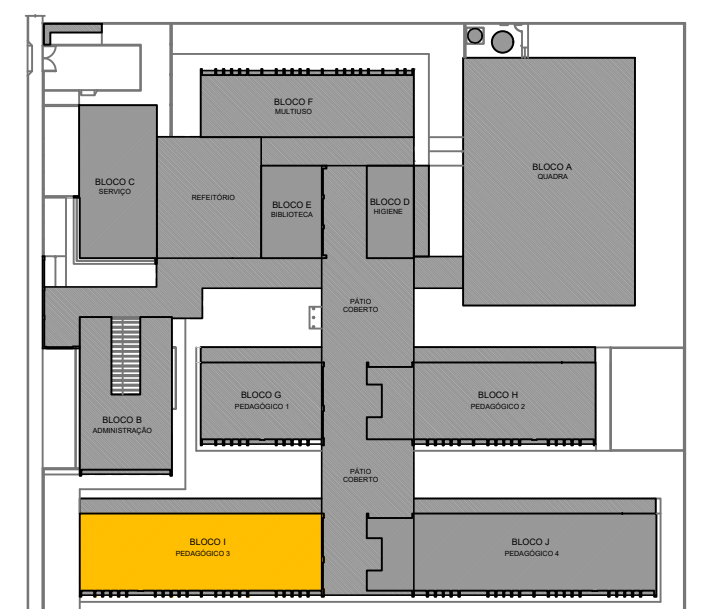 BLOCO F
MULTIUSO
BLOCO A
QUADRA
BLOCO C
SERVIÇO
REFEITÓRIO
BLOCO E
BIBLIOTECA
BLOCO D
HIGIENE
PÁTIO
COBERTO
BLOCO G
PEDAGÓGICO 1
BLOCO H
PEDAGÓGICO 2
BLOCO B
ADMINISTRAÇÃO
PÁTIO
COBERTO
BLOCO I
PEDAGÓGICO 3
BLOCO J
PEDAGÓGICO 4